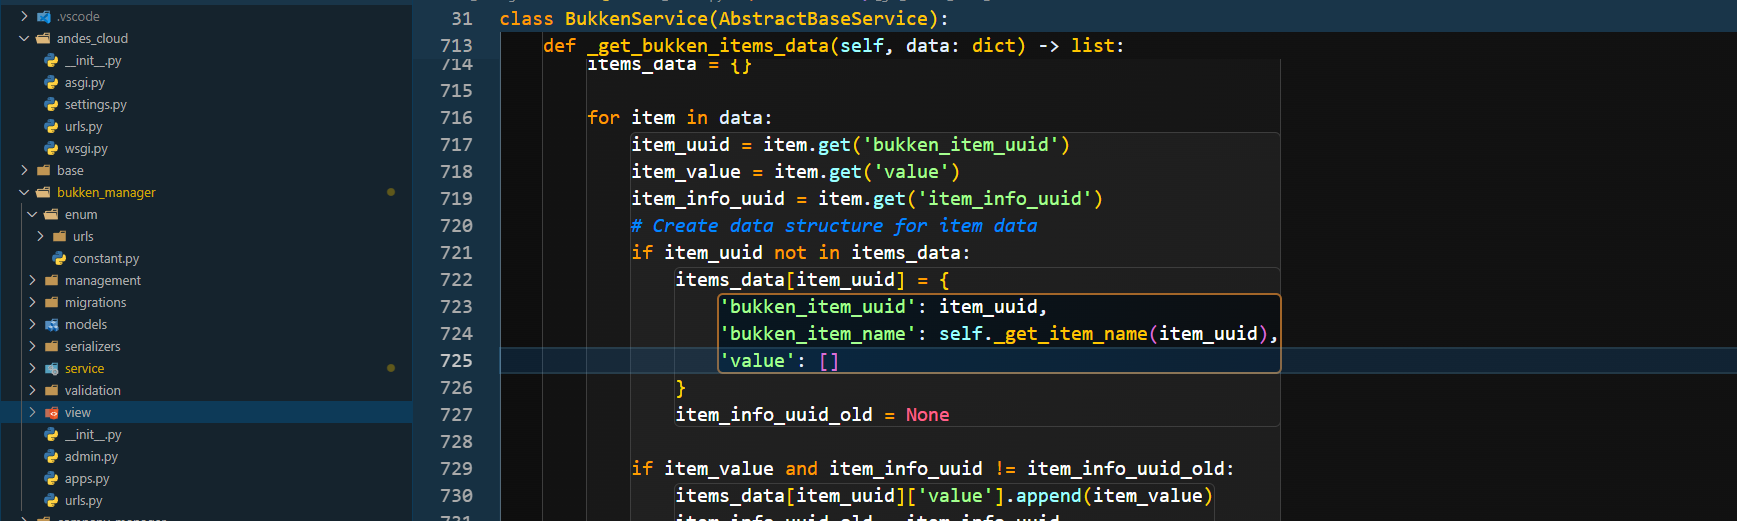 .vscode
andes_cloud
__init__.py
asgi.py
settings.py
urls.py
wsgi.py
base
bukken_manager
enum
urls
constant.py
management
migrations
models
serializers
service
validation
view
__init__.py
admin.py
apps.py
urls.py
31 class BukkenService(AbstractBaseService):
713 def _get_bukken_items_data(self, data: dict) -> list:
714 items_data = {}
715
716 for item in data:
717 item_uuid = item.get('bukken_item_uuid')
718 item_value = item.get('value')
719 item_info_uuid = item.get('item_info_uuid')
720 # Create data structure for item data
721 if item_uuid not in items_data:
722 items_data[item_uuid] = {
723 'bukken_item_uuid': item_uuid,
724 'bukken_item_name': self._get_item_name(item_uuid),
725 'value': []
726 }
727 item_info_uuid_old = None
728
729 if item_value and item_info_uuid != item_info_uuid_old:
730 items_data[item_uuid]['value'].append(item_value)